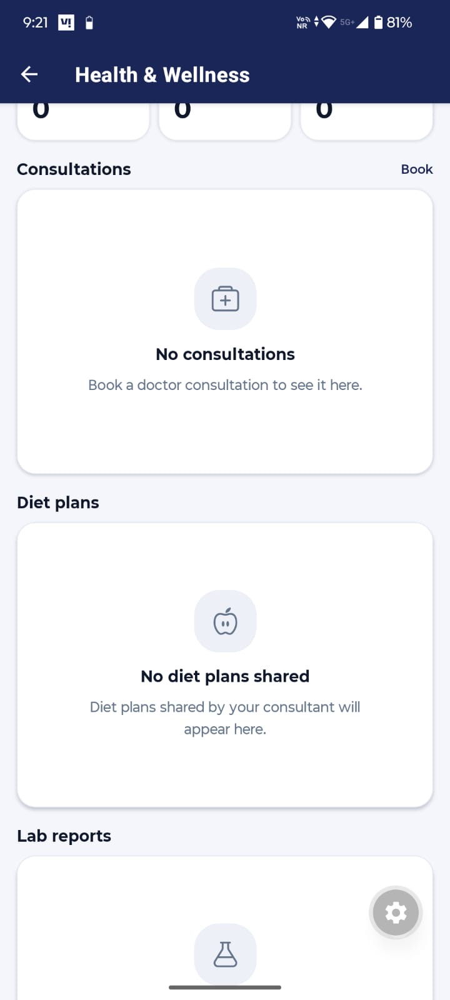 9:21 V! Vo NR 5G+ 81%
Health & Wellness
0 0 0
Consultations Book
No consultations
Book a doctor consultation to see it here.
Diet plans
No diet plans shared
Diet plans shared by your consultant will
appear here.
Lab reports